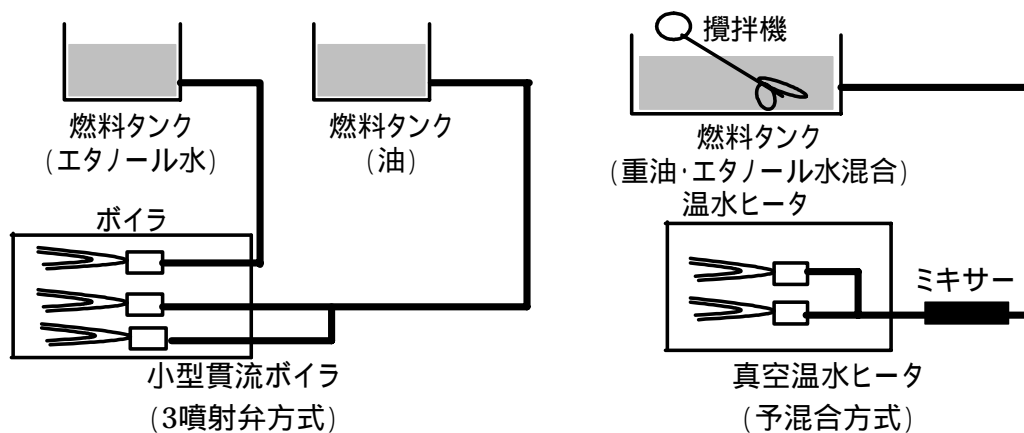 攪拌機
燃料タンク
(エタノール水)
燃料タンク
(油)
燃料タンク
(重油･エタノール水混合)
ボイラ
温水ヒータ
ミキサー
小型貫流ボイラ
(3噴射弁方式)
真空温水ヒータ
(予混合方式)